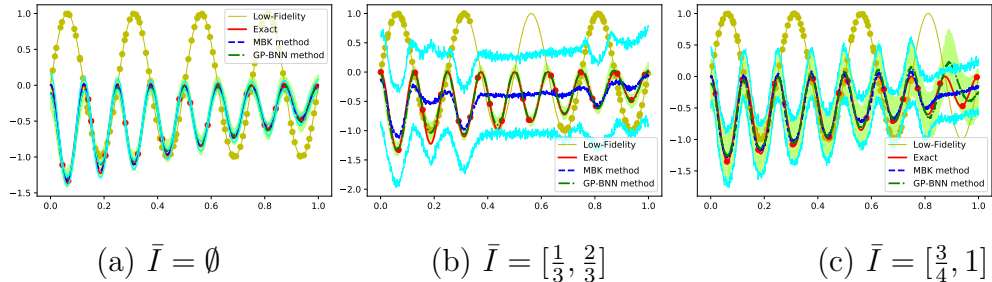 1.0
0.5
0.0
−0.5
−1.0
−1.5
0.0 0.2 0.4 0.6 0.8 1.0
Low-Fidelity
Exact
MBK method
GP-BNN method
(a) Ī = ∅
1.0
0.5
0.0
−0.5
−1.0
−1.5
−2.0
0.0 0.2 0.4 0.6 0.8 1.0
Low-Fidelity
Exact
MBK method
GP-BNN method
(b) Ī = [1/3, 2/3]
1.0
0.5
0.0
−0.5
−1.0
−1.5
0.0 0.2 0.4 0.6 0.8 1.0
Low-Fidelity
Exact
MBK method
GP-BNN method
(c) Ī = [3/4, 1]